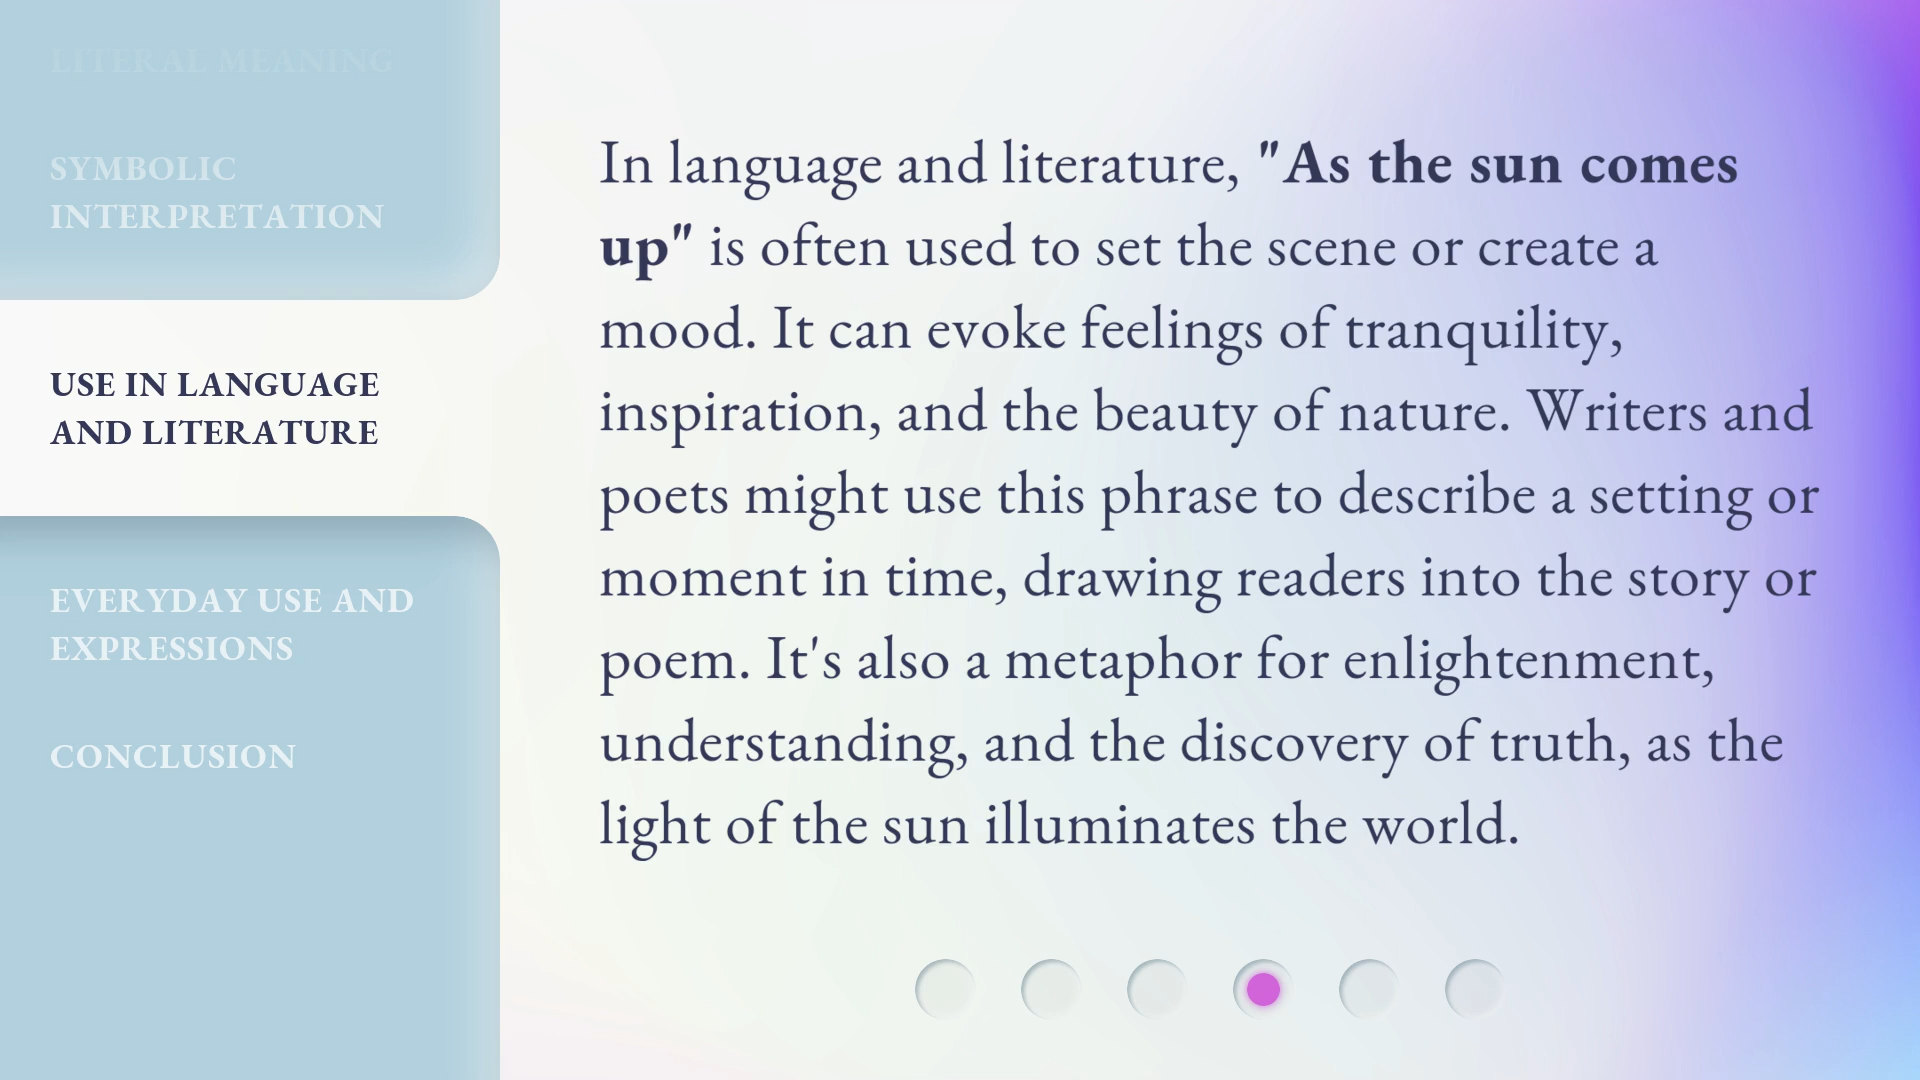 LITERAL MEANING
SYMBOLIC
INTERPRETATION
USE IN LANGUAGE
AND LITERATURE
EVERYDAY USE AND
EXPRESSIONS
CONCLUSION
In language and literature, "As the sun comes
up" is often used to set the scene or create a
mood. It can evoke feelings of tranquility,
inspiration, and the beauty of nature. Writers and
poets might use this phrase to describe a setting or
moment in time, drawing readers into the story or
poem. It's also a metaphor for enlightenment,
understanding, and the discovery of truth, as the
light of the sun illuminates the world.